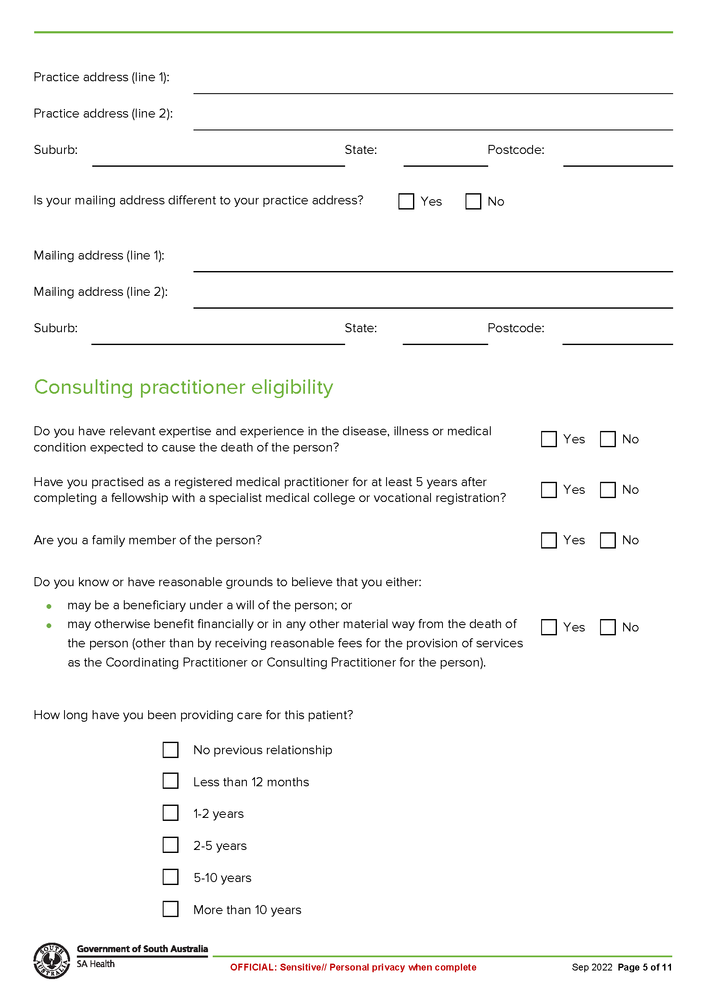 Practice address (line 1):
Practice address (line 2):
Suburb: State: Postcode:
Is your mailing address different to your practice address? Yes No
Mailing address (line 1):
Mailing address (line 2):
Suburb: State: Postcode:
Consulting practitioner eligibility
Do you have relevant expertise and experience in the disease, illness or medical
condition expected to cause the death of the person?
Yes No
Have you practised as a registered medical practitioner for at least 5 years after
completing a fellowship with a specialist medical college or vocational registration?
Yes No
Are you a family member of the person? Yes No
Do you know or have reasonable grounds to believe that you either:
• may be a beneficiary under a will of the person; or
• may otherwise benefit financially or in any other material way from the death of
the person (other than by receiving reasonable fees for the provision of services
as the Coordinating Practitioner or Consulting Practitioner for the person).
Yes No
How long have you been providing care for this patient?
No previous relationship
Less than 12 months
1-2 years
2-5 years
5-10 years
More than 10 years
SOUTH AUSTRALIA
Government of South Australia
SA Health
OFFICIAL: Sensitive// Personal privacy when complete
Sep 2022 Page 5 of 11